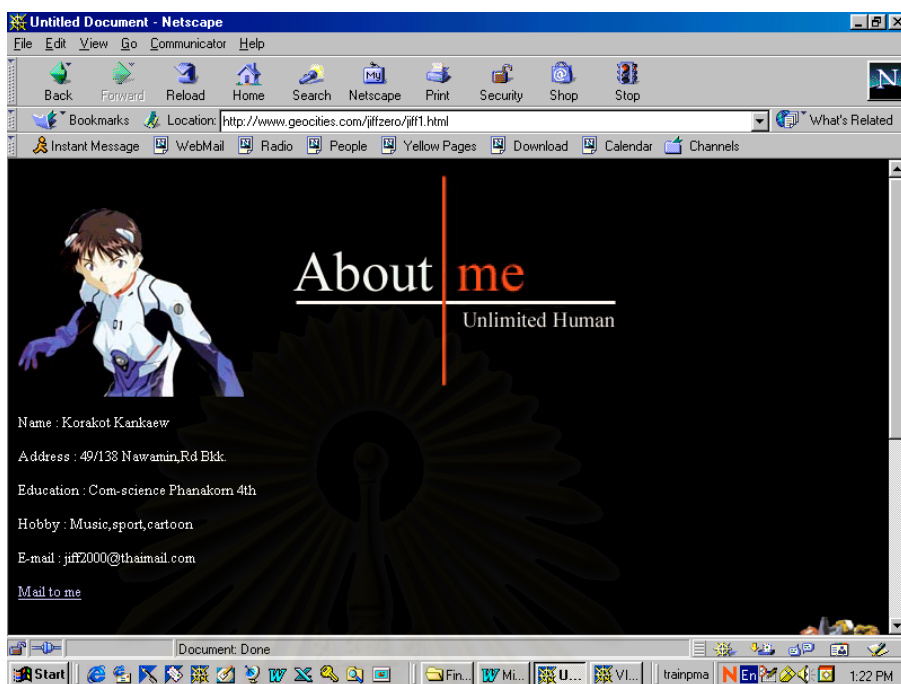 Untitled Document - Netscape
File Edit View Go Communicator Help
My
N
Back Forward Reload Home Search Netscape Print Security Shop Stop
Bookmarks Location: http://www.geocities.com/jiffzero/jiff1.html What's Related
Instant Message WebMail Radio People Yellow Pages Download Calendar Channels
About me
Unlimited Human
01
Name : Korakot Kankaew
Address : 49/138 Nawamin,Rd Bkk.
Education : Com-science Phanakorn 4th
Hobby : Music,sport,cartoon
E-mail : jiff2000@thaimail.com
Mail to me
Document: Done
Start Fin... Mi... U... VI... trainpma N En 1:22 PM